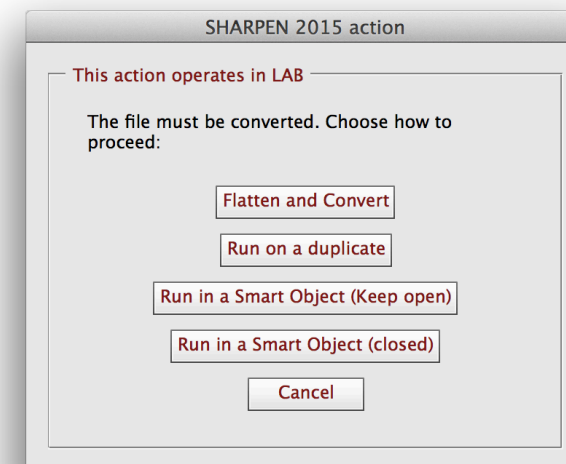 SHARPEN 2015 action
This action operates in LAB
The file must be converted. Choose how to
proceed:
Flatten and Convert
Run on a duplicate
Run in a Smart Object (Keep open)
Run in a Smart Object (closed)
Cancel